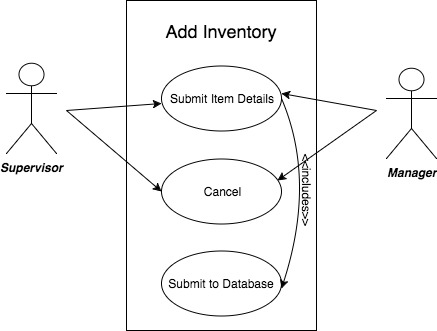 Add Inventory
Submit Item Details
Supervisor
Manager
<<includes>>
Cancel
Submit to Database